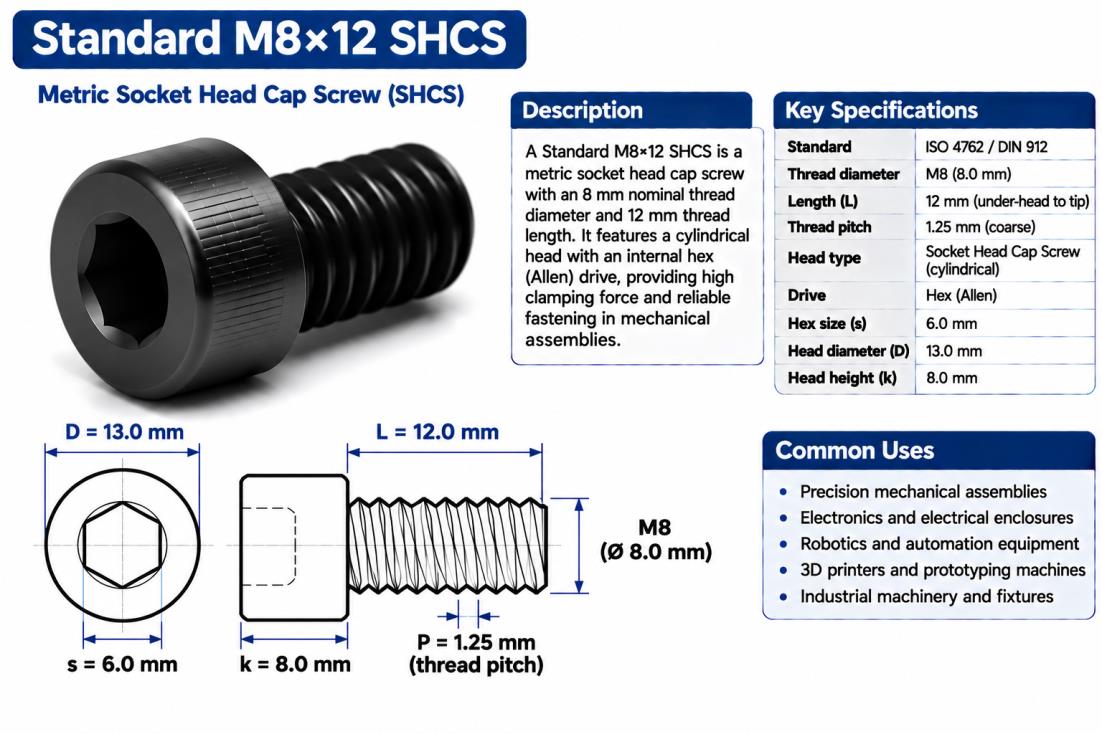 Standard M8×12 SHCS
Metric Socket Head Cap Screw (SHCS)
Description
A Standard M8×12 SHCS is a
metric socket head cap screw
with an 8 mm nominal thread
diameter and 12 mm thread
length. It features a cylindrical
head with an internal hex
(Allen) drive, providing high
clamping force and reliable
fastening in mechanical
assemblies.
Key Specifications
Standard ISO 4762 / DIN 912
Thread diameter M8 (8.0 mm)
Length (L) 12 mm (under-head to tip)
Thread pitch 1.25 mm (coarse)
Head type Socket Head Cap Screw
(cylindrical)
Drive Hex (Allen)
Hex size (s) 6.0 mm
Head diameter (D) 13.0 mm
Head height (k) 8.0 mm
D = 13.0 mm
L = 12.0 mm
M8
(Ø 8.0 mm)
s = 6.0 mm
k = 8.0 mm
P = 1.25 mm
(thread pitch)
Common Uses
• Precision mechanical assemblies
• Electronics and electrical enclosures
• Robotics and automation equipment
• 3D printers and prototyping machines
• Industrial machinery and fixtures